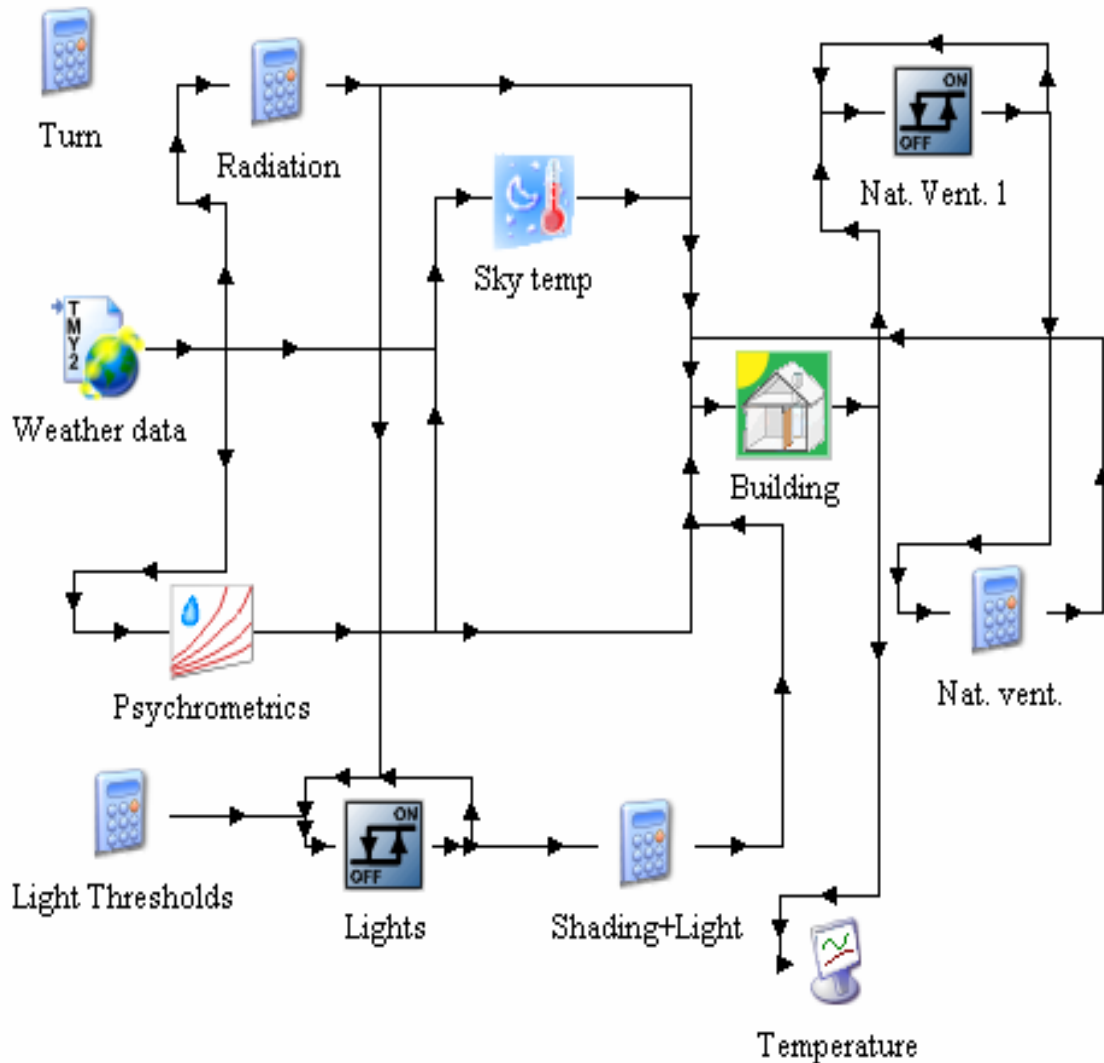 Turn
Radiation
ON
OFF
Nat. Vent. 1
Sky temp
TMY2
Weather data
Building
Psychrometrics
Nat. vent.
Light Thresholds
ON
OFF
Lights
Shading+Light
Temperature